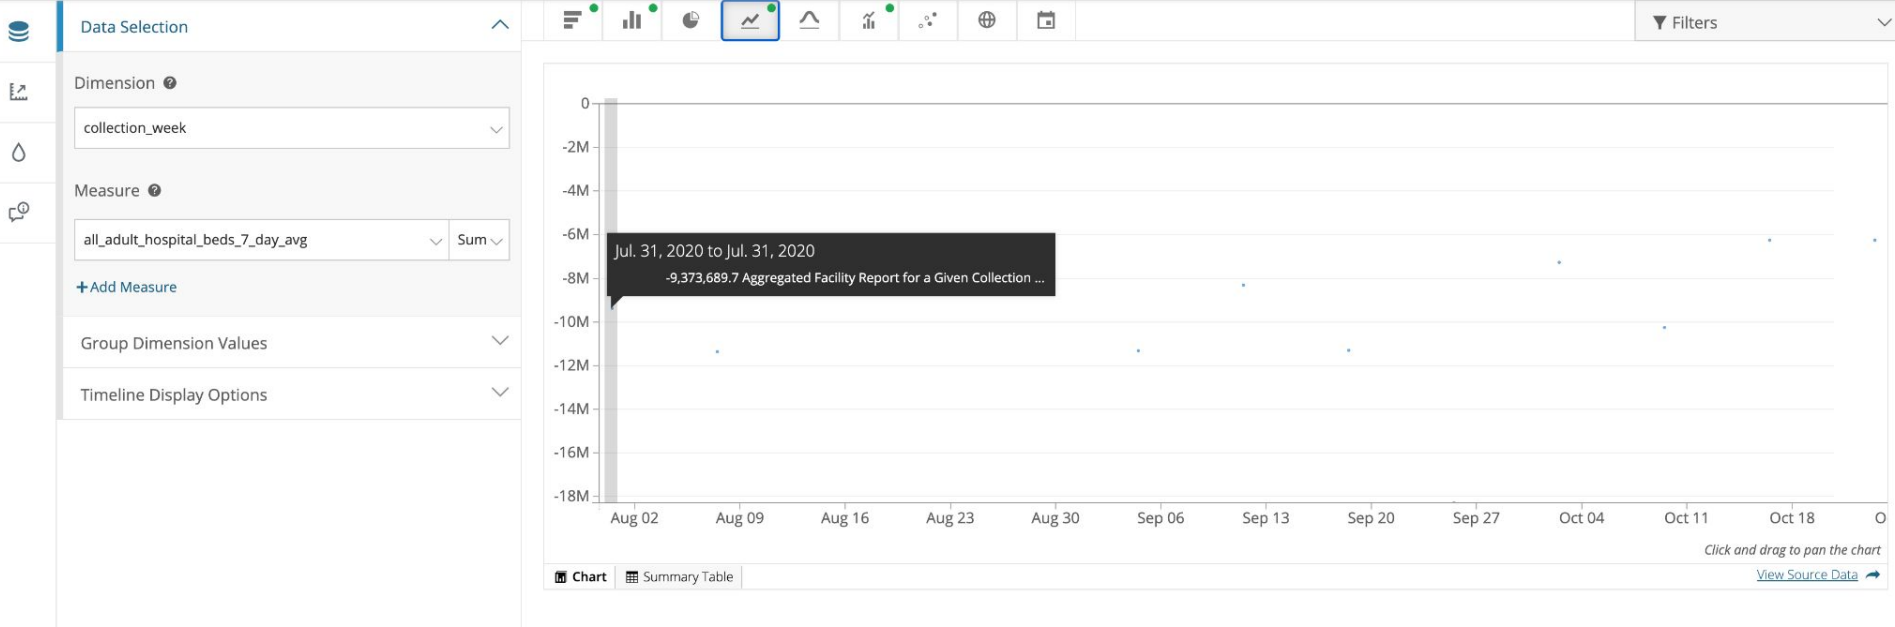 Data Selection
Dimension
collection_week
Measure
all_adult_hospital_beds_7_day_avg
Sum
+Add Measure
Group Dimension Values
Timeline Display Options
Filters
0
-2M
-4M
-6M
-8M
-10M
-12M
-14M
-16M
-18M
Jul. 31, 2020 to Jul. 31, 2020
-9,373,689.7 Aggregated Facility Report for a Given Collection ...
Aug 02 Aug 09 Aug 16 Aug 23 Aug 30 Sep 06 Sep 13 Sep 20 Sep 27 Oct 04 Oct 11 Oct 18 O
Click and drag to pan the chart
Chart
Summary Table
View Source Data